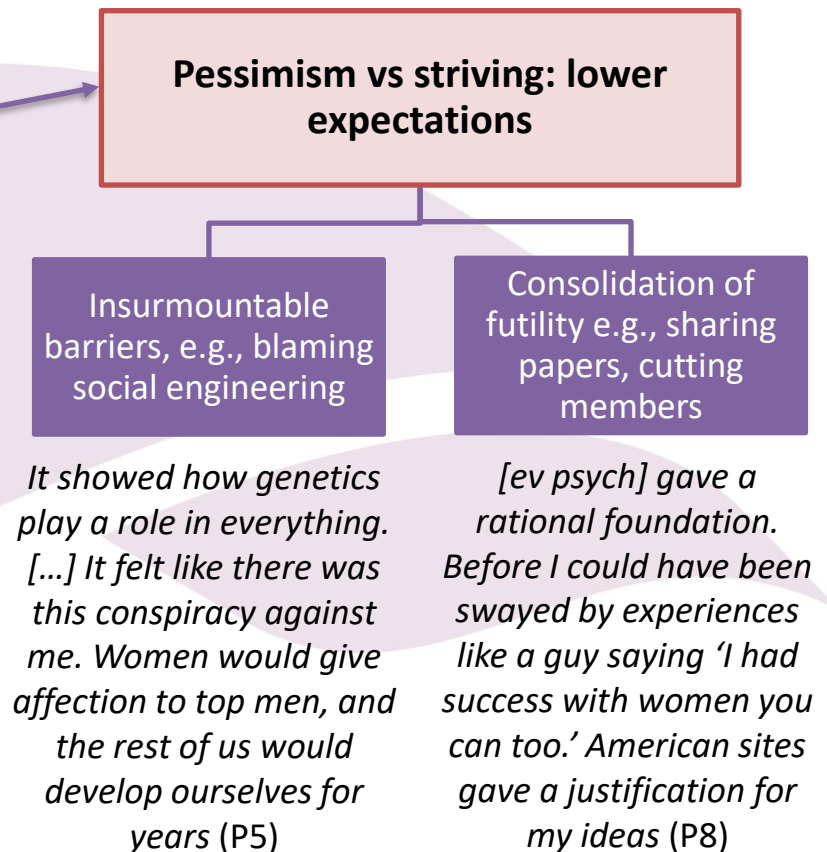 Pessimism vs striving: lower
expectations
Insurmountable
barriers, e.g., blaming
social engineering
It showed how genetics
play a role in everything.
[…] It felt like there was
this conspiracy against
me. Women would give
affection to top men, and
the rest of us would
develop ourselves for
years (P5)
Consolidation of
futility e.g., sharing
papers, cutting
members
[ev psych] gave a
rational foundation.
Before I could have been
swayed by experiences
like a guy saying ‘I had
success with women you
can too.’ American sites
gave a justification for
my ideas (P8)